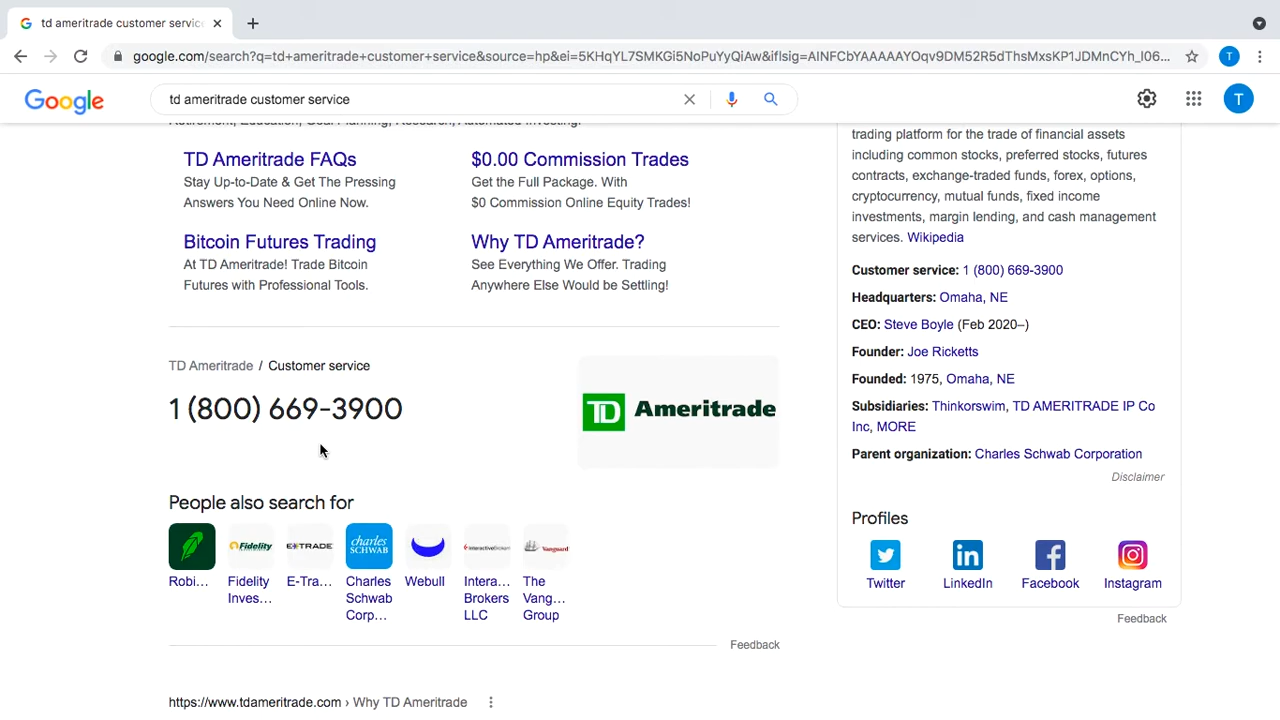 td ameritrade customer servic
google.com/search?q=td+ameritrade+customer+service&source=hp&ei=5KHqYL7SMKGi5NoPuYyQiAw&iflsig=AINFCbYAAAAAYOqv9DM52R5dThsMxsKP1JDMnCYh_I06...
T
Google
td ameritrade customer service
T
Retirement, Education, Goal Planning, Research, Automated Investing.
TD Ameritrade FAQs
Stay Up-to-Date & Get The Pressing
Answers You Need Online Now.
$0.00 Commission Trades
Get the Full Package. With
$0 Commission Online Equity Trades!
Bitcoin Futures Trading
At TD Ameritrade! Trade Bitcoin
Futures with Professional Tools.
Why TD Ameritrade?
See Everything We Offer. Trading
Anywhere Else Would be Settling!
TD Ameritrade / Customer service
1 (800) 669-3900
TD Ameritrade
People also search for
Fidelity
E*TRADE
charles
SCHWAB
InteractiveBrokers
Vanguard
Robi...
Fidelity
Inves...
E-Tra...
Charles
Schwab
Corp...
Webull
Intera...
Brokers
LLC
The
Vang...
Group
Feedback
https://www.tdameritrade.com › Why TD Ameritrade
trading platform for the trade of financial assets
including common stocks, preferred stocks, futures
contracts, exchange-traded funds, forex, options,
cryptocurrency, mutual funds, fixed income
investments, margin lending, and cash management
services. Wikipedia
Customer service: 1 (800) 669-3900
Headquarters: Omaha, NE
CEO: Steve Boyle (Feb 2020–)
Founder: Joe Ricketts
Founded: 1975, Omaha, NE
Subsidiaries: Thinkorswim, TD AMERITRADE IP Co
Inc, MORE
Parent organization: Charles Schwab Corporation
Disclaimer
Profiles
Twitter
LinkedIn
Facebook
Instagram
Feedback